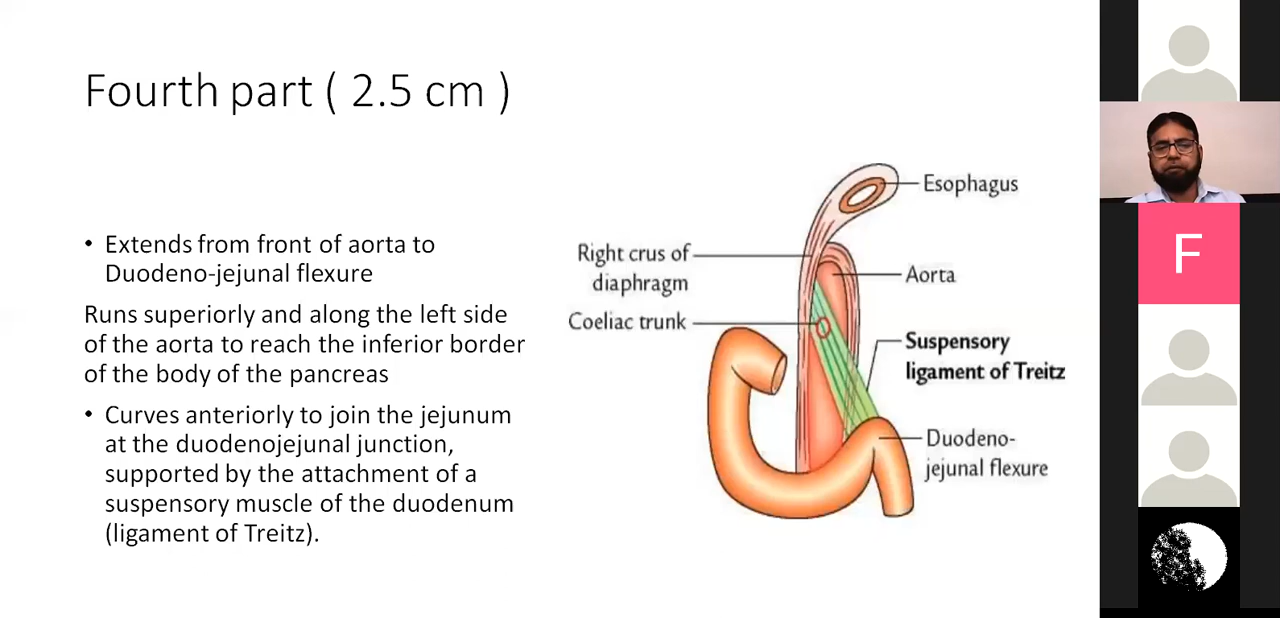 Fourth part ( 2.5 cm )
• Extends from front of aorta to
Duodeno-jejunal flexure
Runs superiorly and along the left side
of the aorta to reach the inferior border
of the body of the pancreas
• Curves anteriorly to join the jejunum
at the duodenojejunal junction,
supported by the attachment of a
suspensory muscle of the duodenum
(ligament of Treitz).
Esophagus
Right crus of
diaphragm
Aorta
Coeliac trunk
Suspensory
ligament of Treitz
Duodeno-
jejunal flexure
F